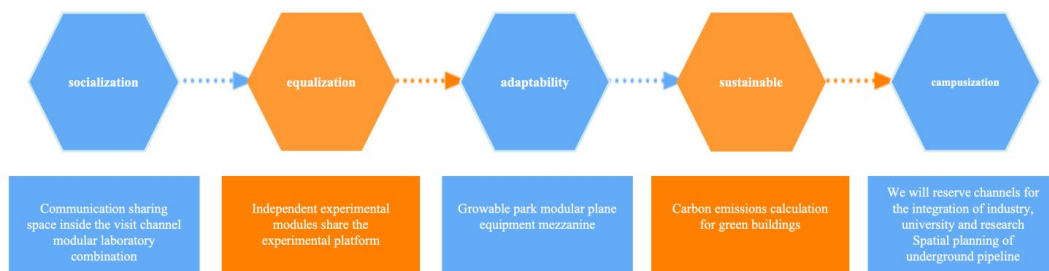 socialization
equalization
adaptability
sustainable
campusization
Communication sharing
space inside the visit channel
modular laboratory
combination
Independent experimental
modules share the
experimental platform
Growable park modular plane
equipment mezzanine
Carbon emissions calculation
for green buildings
We will reserve channels for
the integration of industry,
university and research
Spatial planning of
underground pipeline